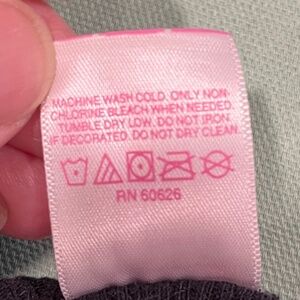 MACHINE WASH COLD. ONLY NON-
CHLORINE BLEACH WHEN NEEDED
TUMBLE DRY LOW. DO NOT IRON
IF DECORATED. DO NOT DRY CLEAN
RN 60626